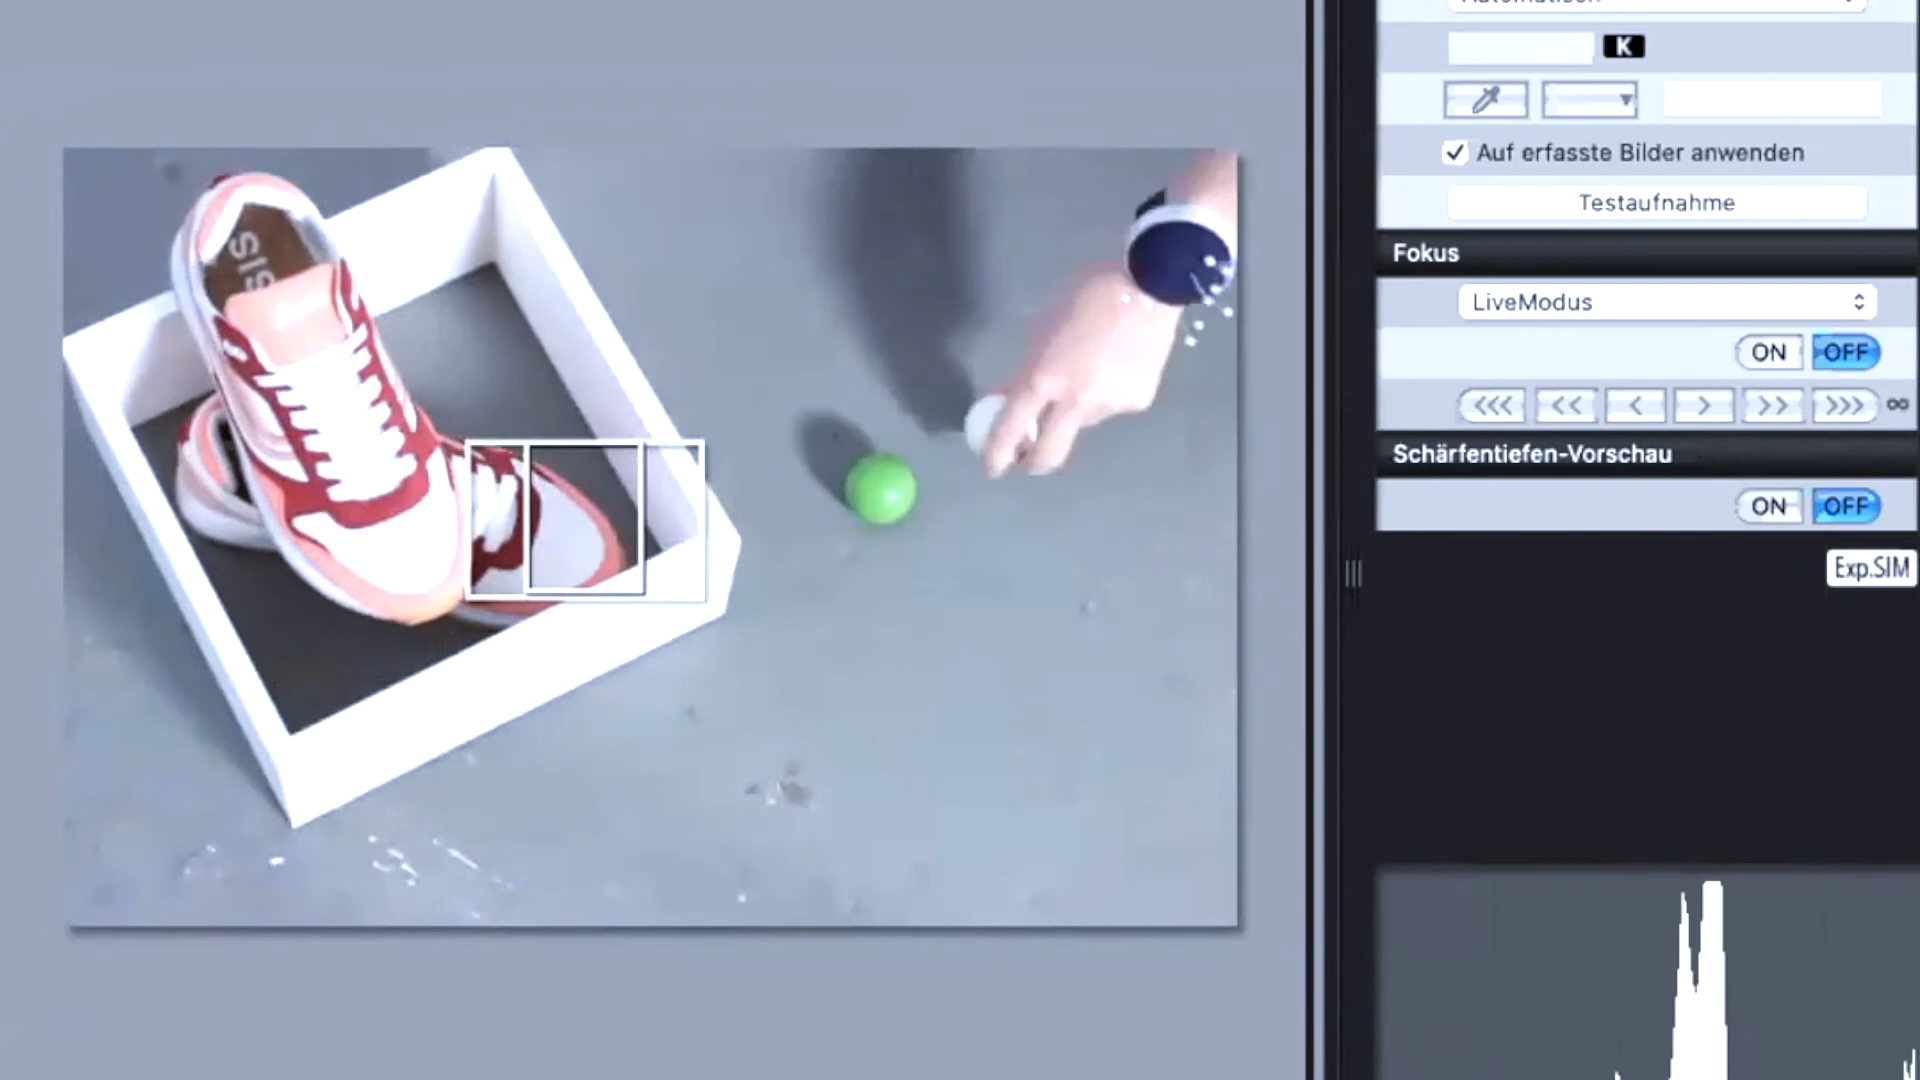 K
Auf erfasste Bilder anwenden
Testaufnahme
Fokus
LiveModus
ON OFF
<<< << < > >> >>> ∞
Schärfentiefen-Vorschau
ON OFF
Exp.SIM